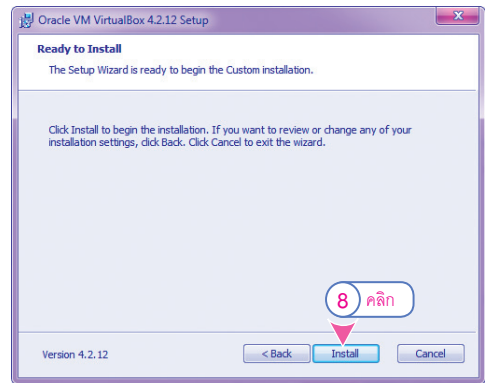 Oracle VM VirtualBox 4.2.12 Setup
Ready to Install
The Setup Wizard is ready to begin the Custom installation.
Click Install to begin the installation. If you want to review or change any of your
installation settings, click Back. Click Cancel to exit the wizard.
8 คลิก
Version 4.2.12
< Back Install Cancel